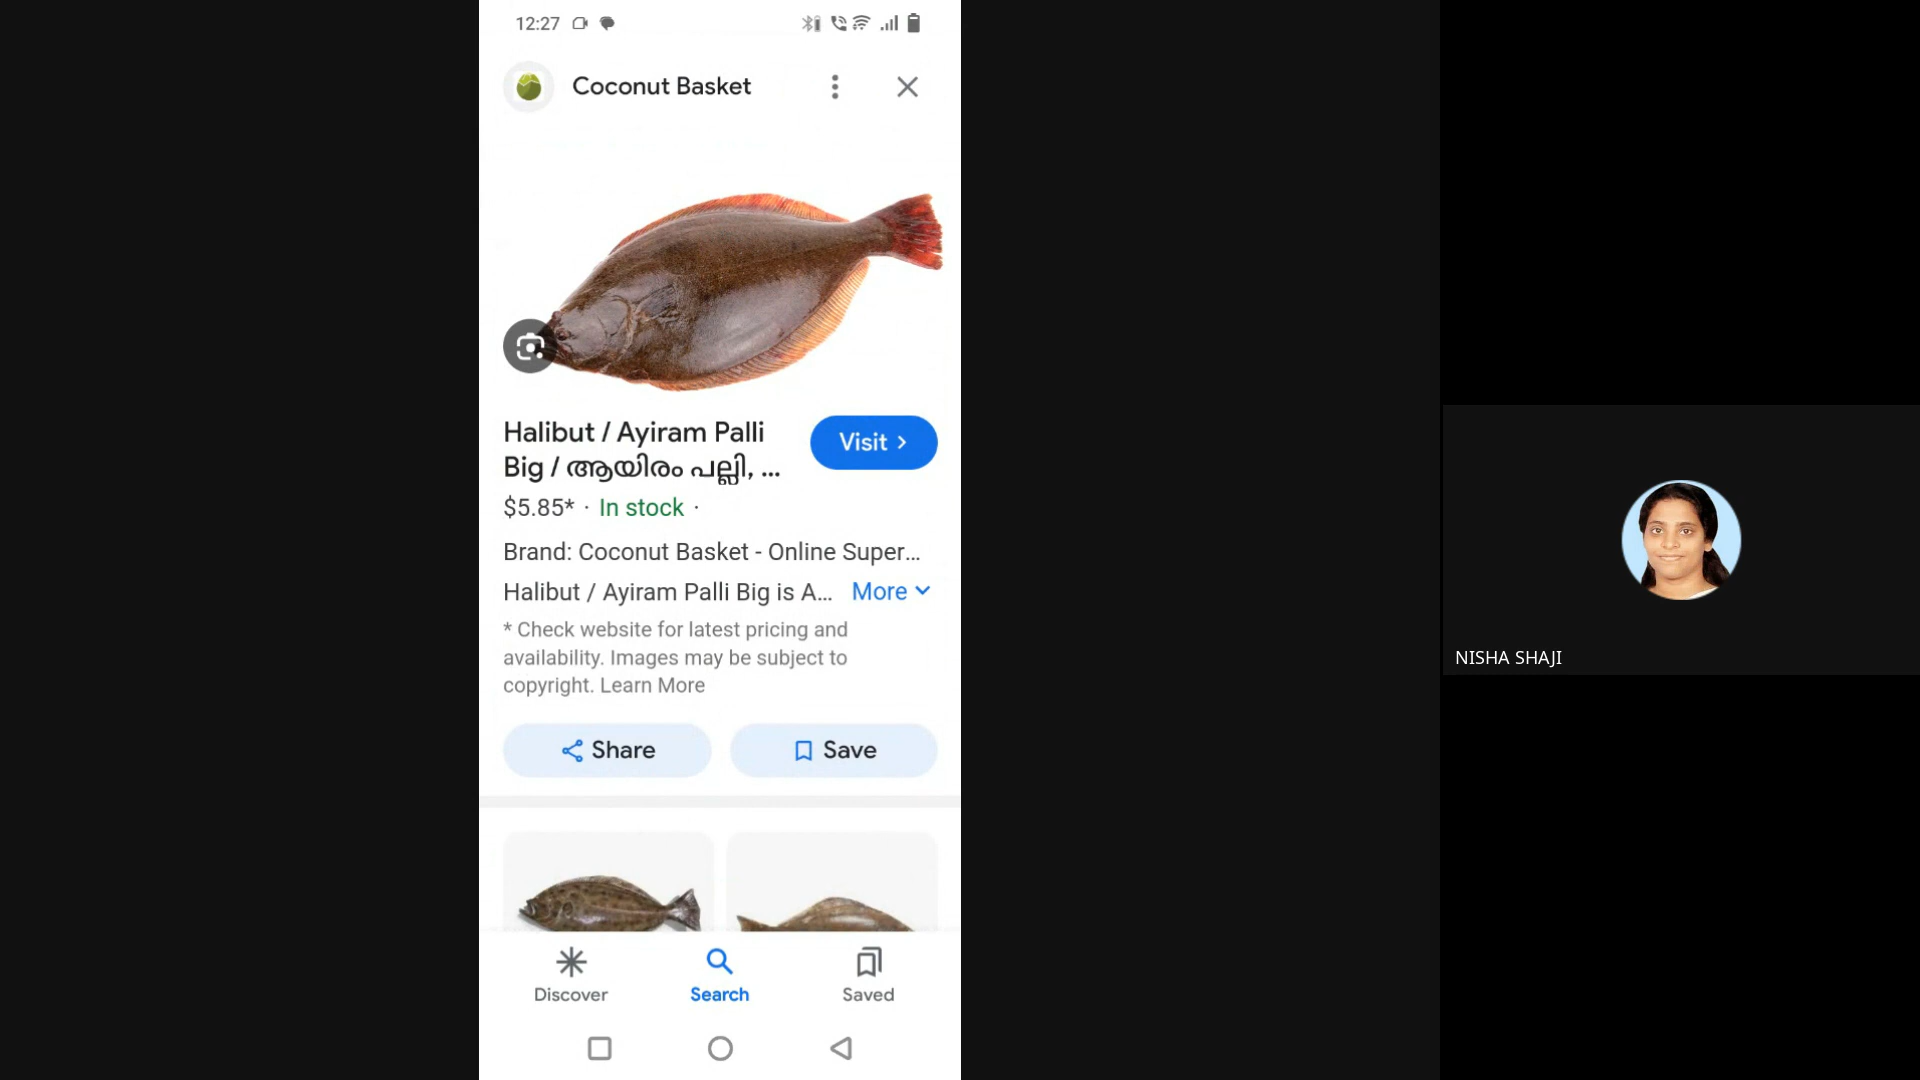 12:27
Coconut Basket
Halibut / Ayiram Palli
Big / ആയിരം പല്ലി, ...
Visit
$5.85* · In stock ·
Brand: Coconut Basket - Online Super...
Halibut / Ayiram Palli Big is A... More
* Check website for latest pricing and
availability. Images may be subject to
copyright. Learn More
Share
Save
Discover
Search
Saved
NISHA SHAJI